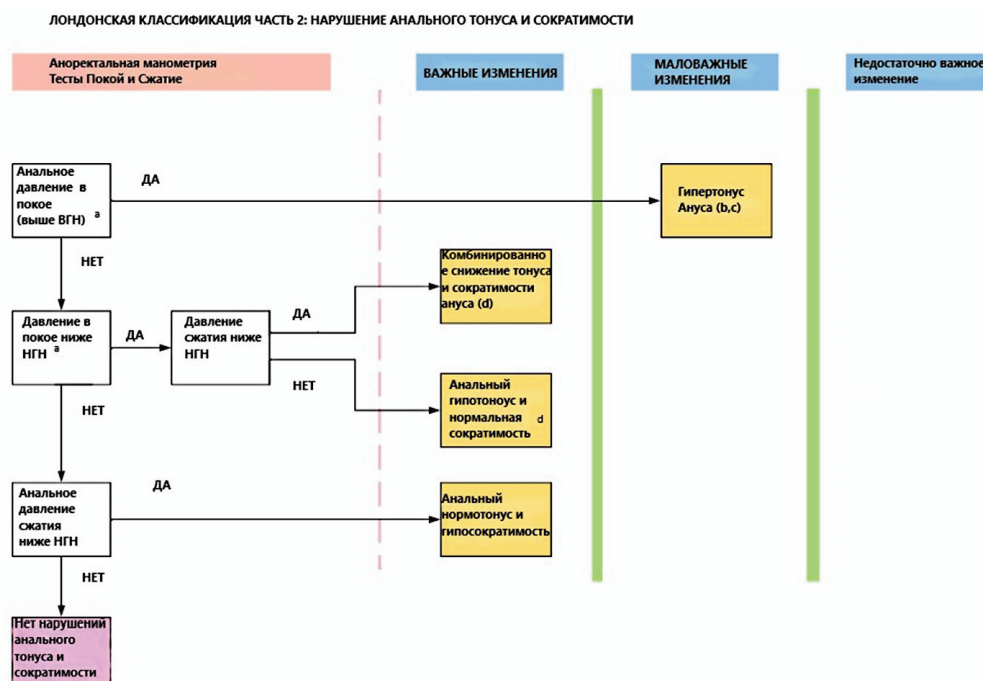 ЛОНДОНСКАЯ КЛАССИФИКАЦИЯ ЧАСТЬ 2: НАРУШЕНИЕ АНАЛЬНОГО ТОНУСА И СОКРАТИМОСТИ
Аноректальная манометрия
Тесты Покой и Сжатие
ВАЖНЫЕ ИЗМЕНЕНИЯ
МАЛОВАЖНЫЕ
ИЗМЕНЕНИЯ
Недостаточно важное
изменение
Анальное
давление в
покое
(выше ВГН) a
ДА
Гипертонус
Ануса (b,c)
НЕТ
Комбинированно
е снижение тонуса
и сократимости
ануса (d)
Давление в
покое ниже
НГН a
ДА
Давление
сжатия ниже
НГН
ДА
НЕТ
Анальный
гипотоноус и
нормальная
сократимость d
НЕТ
Анальное
давление
сжатия
ниже НГН
ДА
Анальный
нормотонус и
гипосократимость
НЕТ
Нет нарушений
анального
тонуса и
сократимости